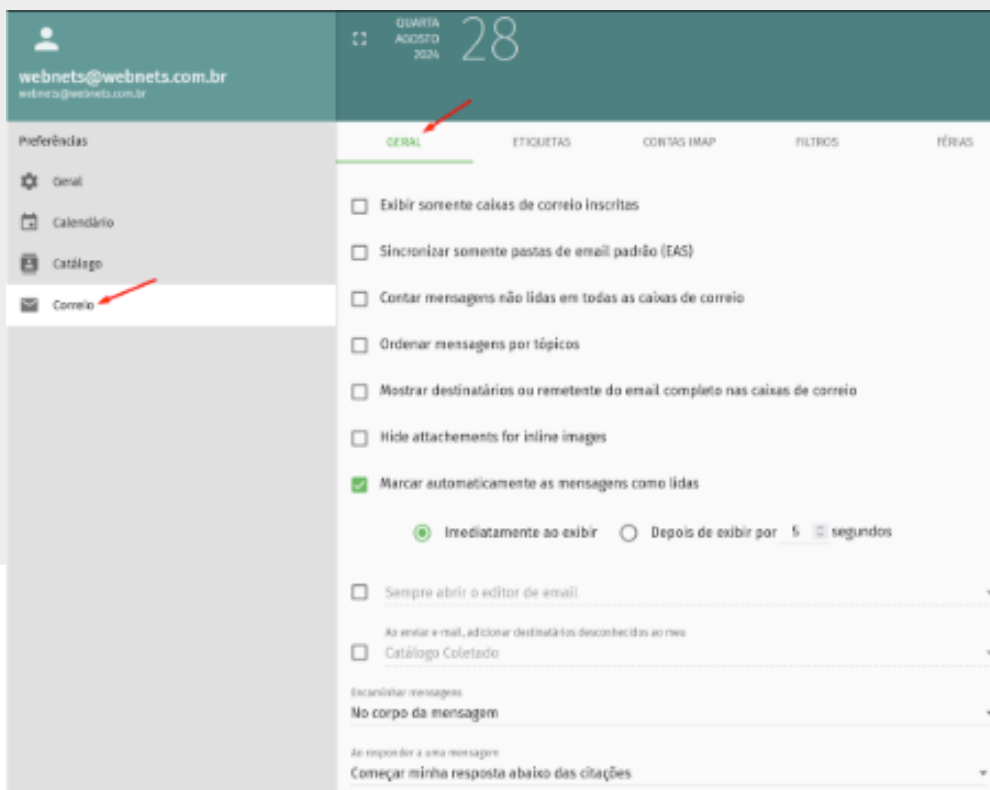 webnets@webnets.com.br
webnets@webnets.com.br
QUARTA
AGOSTO
2024
28
Preferências
Geral
Calendário
Catálogo
Correio
GERAL
ETIQUETAS
CONTAS IMAP
FILTROS
FÉRIAS
Exibir somente caixas de correio inscritas
Sincronizar somente pastas de email padrão (EAS)
Contar mensagens não lidas em todas as caixas de correio
Ordenar mensagens por tópicos
Mostrar destinatários ou remetente do email completo nas caixas de correio
Hide attachements for inline images
Marcar automaticamente as mensagens como lidas
Imediatamente ao exibir Depois de exibir por 5 segundos
Sempre abrir o editor de email
Ao enviar e-mail, adicionar destinatários desconhecidos ao meu
Catálogo Coletado
Encaminhar mensagens
No corpo da mensagem
Ao responder a uma mensagem
Começar minha resposta abaixo das citações